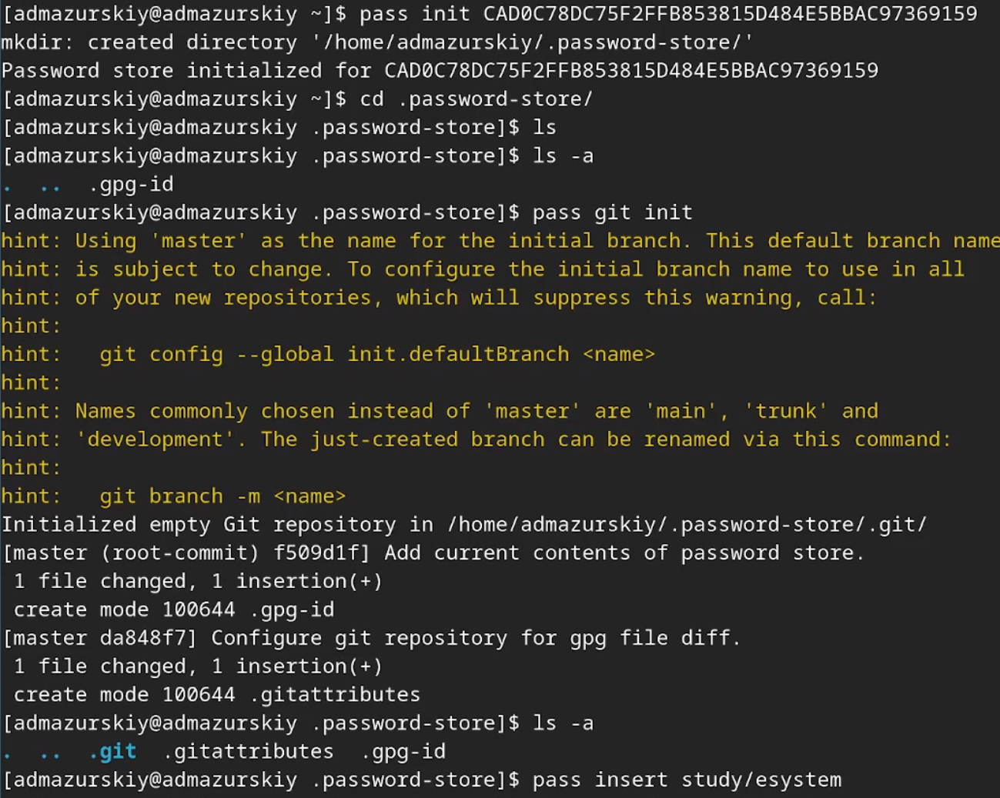 [admazurskiy@admazurskiy ~]$ pass init CAD0C78DC75F2FFB853815D484E5BBAC97369159
mkdir: created directory '/home/admazurskiy/.password-store/'
Password store initialized for CAD0C78DC75F2FFB853815D484E5BBAC97369159
[admazurskiy@admazurskiy ~]$ cd .password-store/
[admazurskiy@admazurskiy .password-store]$ ls
[admazurskiy@admazurskiy .password-store]$ ls -a
.  ..  .gpg-id
[admazurskiy@admazurskiy .password-store]$ pass git init
hint: Using 'master' as the name for the initial branch. This default branch name
hint: is subject to change. To configure the initial branch name to use in all
hint: of your new repositories, which will suppress this warning, call:
hint:
hint:   git config --global init.defaultBranch <name>
hint:
hint: Names commonly chosen instead of 'master' are 'main', 'trunk' and
hint: 'development'. The just-created branch can be renamed via this command:
hint:
hint:   git branch -m <name>
Initialized empty Git repository in /home/admazurskiy/.password-store/.git/
[master (root-commit) f509d1f] Add current contents of password store.
 1 file changed, 1 insertion(+)
 create mode 100644 .gpg-id
[master da848f7] Configure git repository for gpg file diff.
 1 file changed, 1 insertion(+)
 create mode 100644 .gitattributes
[admazurskiy@admazurskiy .password-store]$ ls -a
.  ..  .git  .gitattributes  .gpg-id
[admazurskiy@admazurskiy .password-store]$ pass insert study/esystem